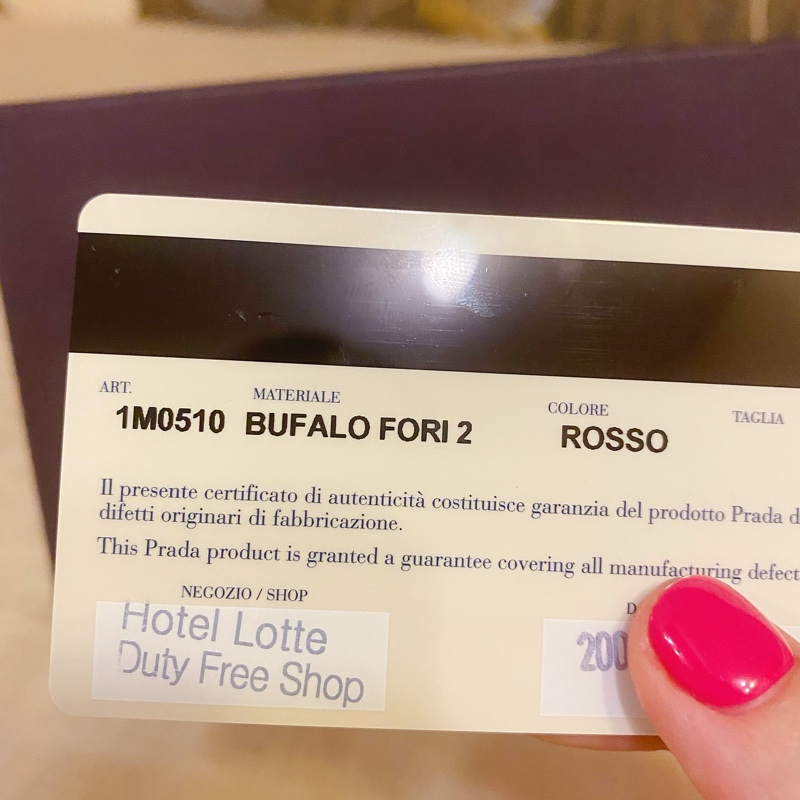 ART. MATERIALE COLORE TAGLIA
1M0510 BUFALO FORI 2 ROSSO
Il presente certificato di autenticità costituisce garanzia del prodotto Prada d
difetti originari di fabbricazione.
This Prada product is granted a guarantee covering all manufacturing defect
NEGOZIO / SHOP D
Hotel Lotte
Duty Free Shop
200